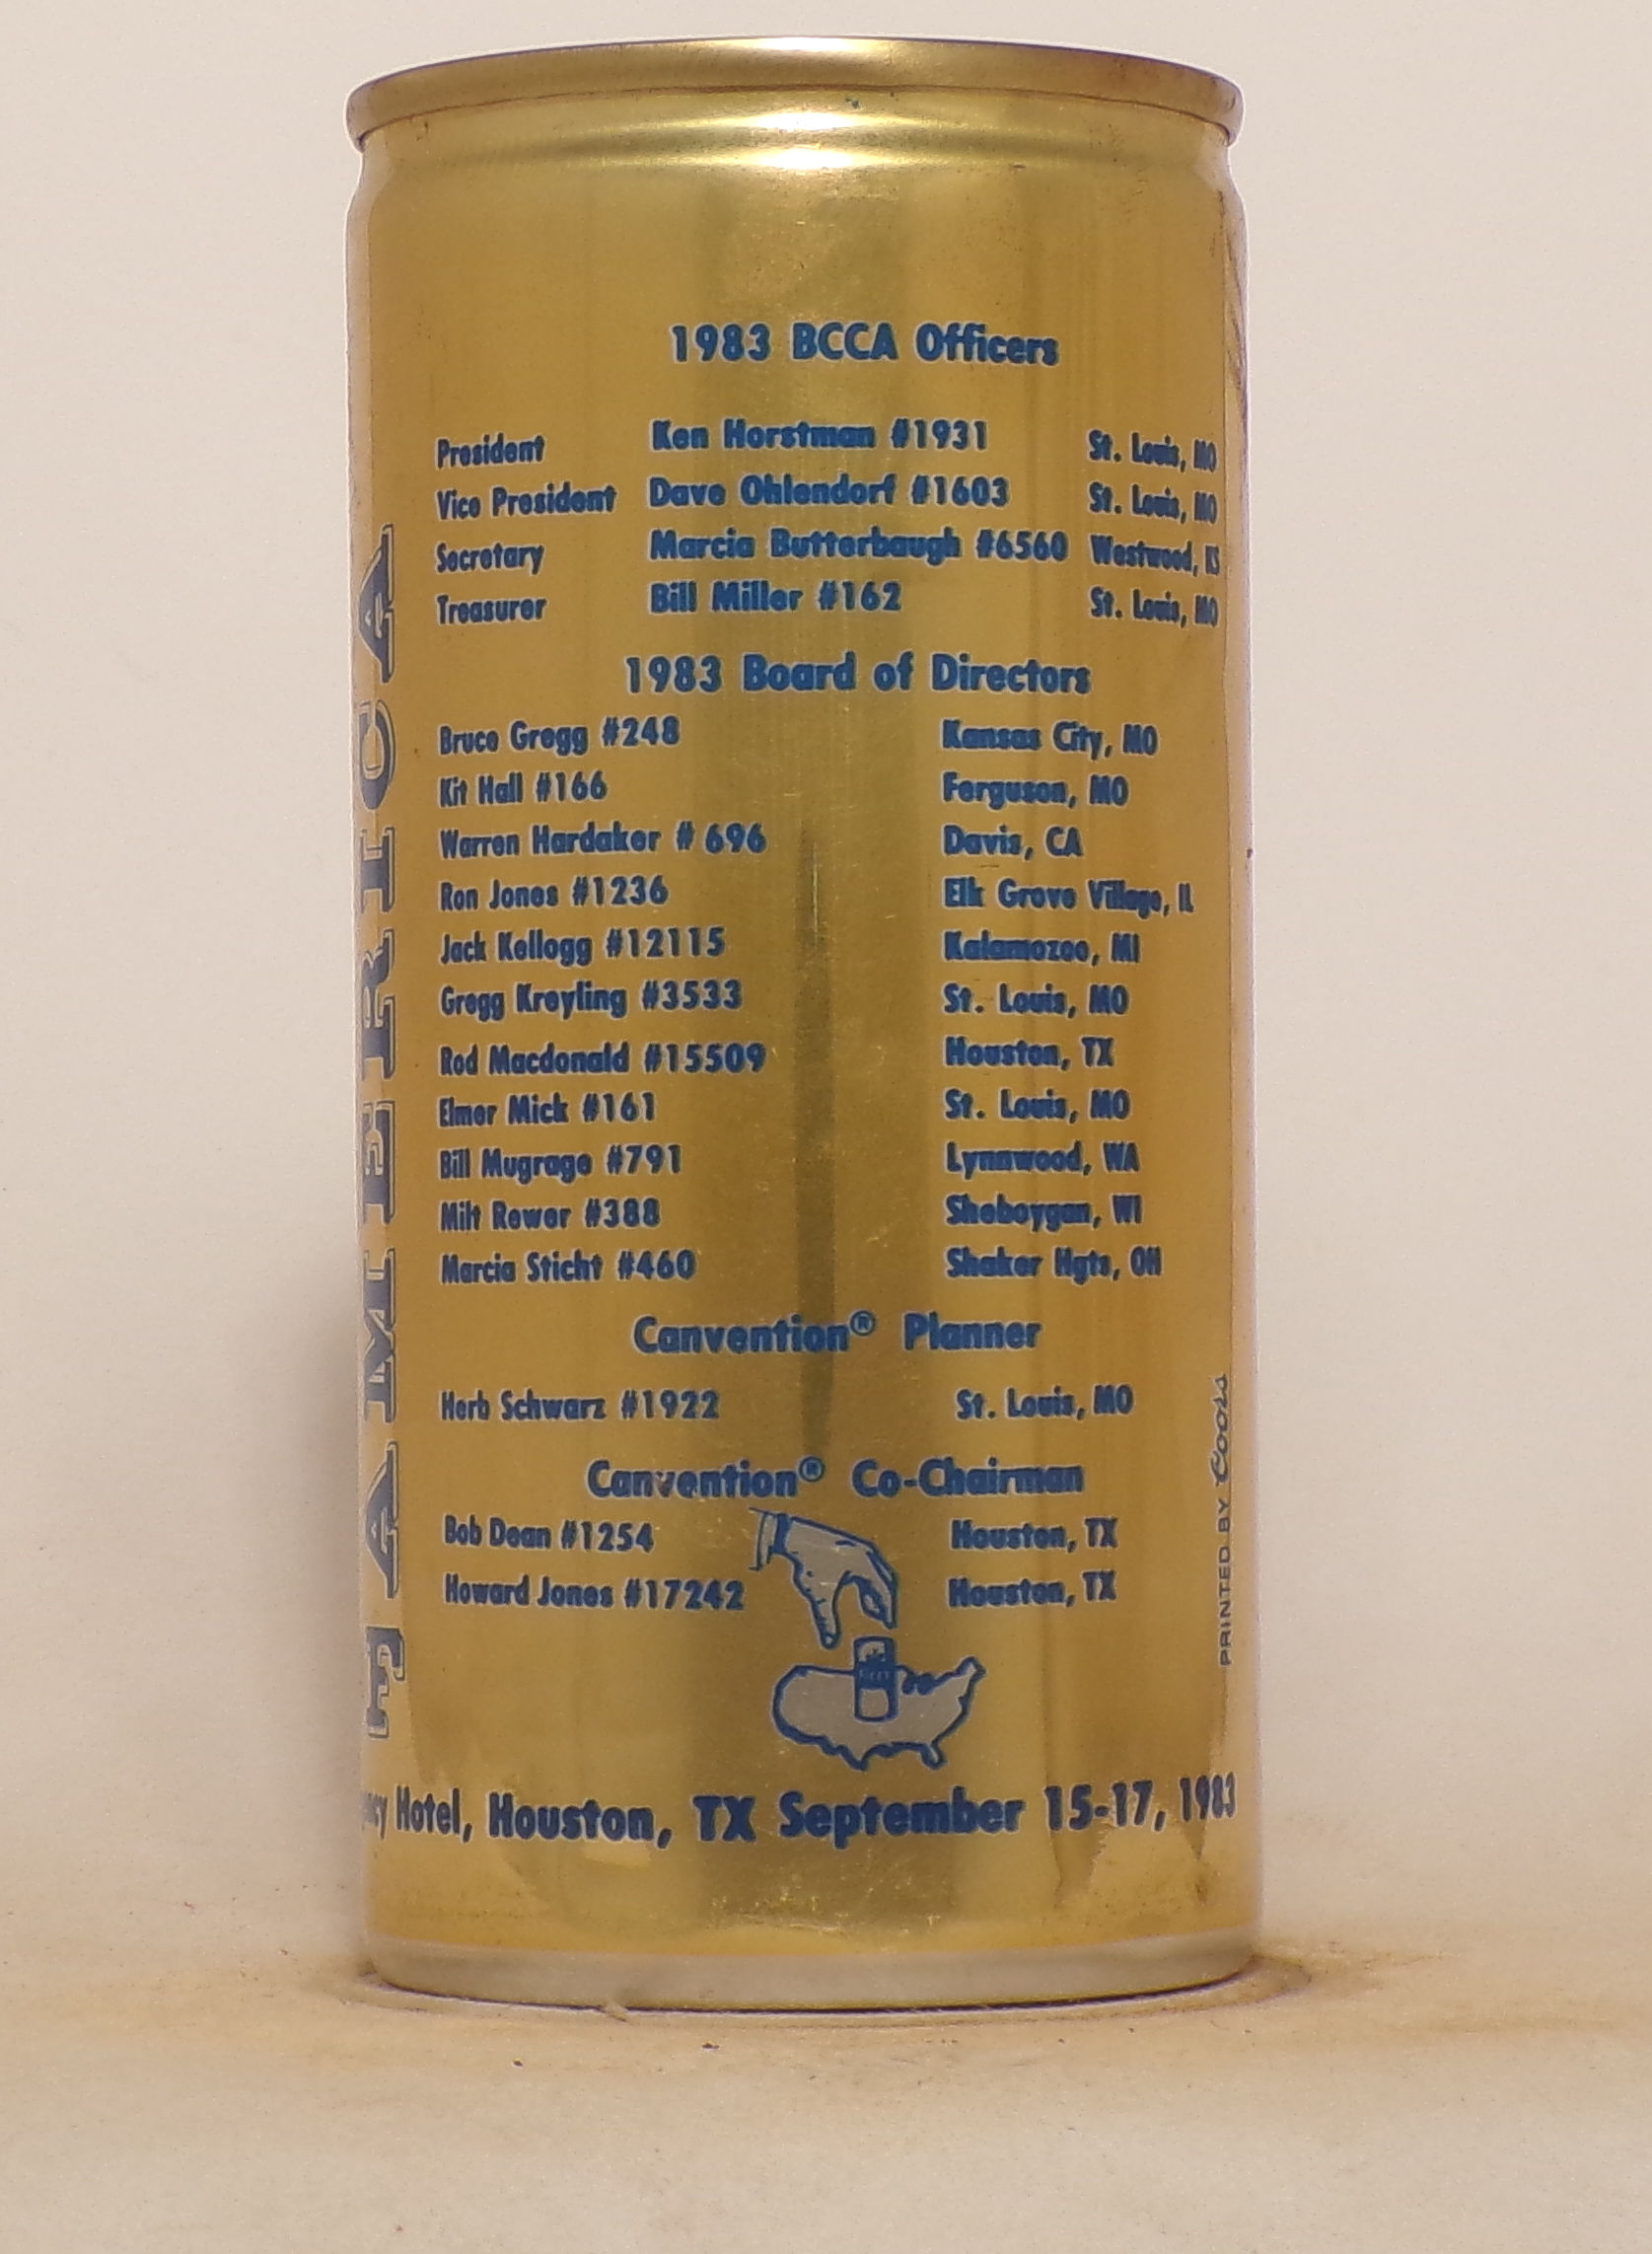 1983 BCCA Officers
President Ken Horstman #1931 St. Louis, MO
Vice President Dave Ohlendorf #1603 St. Louis, MO
Secretary Marcia Butterbaugh #6560 Westwood, KS
Treasurer Bill Miller #162 St. Louis, MO
1983 Board of Directors
Bruce Gregg #248 Kansas City, MO
Kit Hall #166 Ferguson, MO
Warren Hardaker # 696 Davis, CA
Ron Jones #1236 Elk Grove Village, IL
Jack Kellogg #12115 Kalamozoo, MI
Gregg Kreyling #3533 St. Louis, MO
Rod Macdonald #15509 Houston, TX
Elmer Mick #161 St. Louis, MO
Bill Mugrage #791 Lynnwood, WA
Milt Rewer #388 Sheboygan, WI
Marcia Sticht #460 Shaker Hgts, OH
Canvention® Planner
Herb Schwarz #1922 St. Louis, MO
Canvention® Co-Chairman
Bob Dean #1254 Houston, TX
Howard Jones #17242 Houston, TX
Hotel, Houston, TX September 15-17, 1983
AMERICA
PRINTED BY Coors